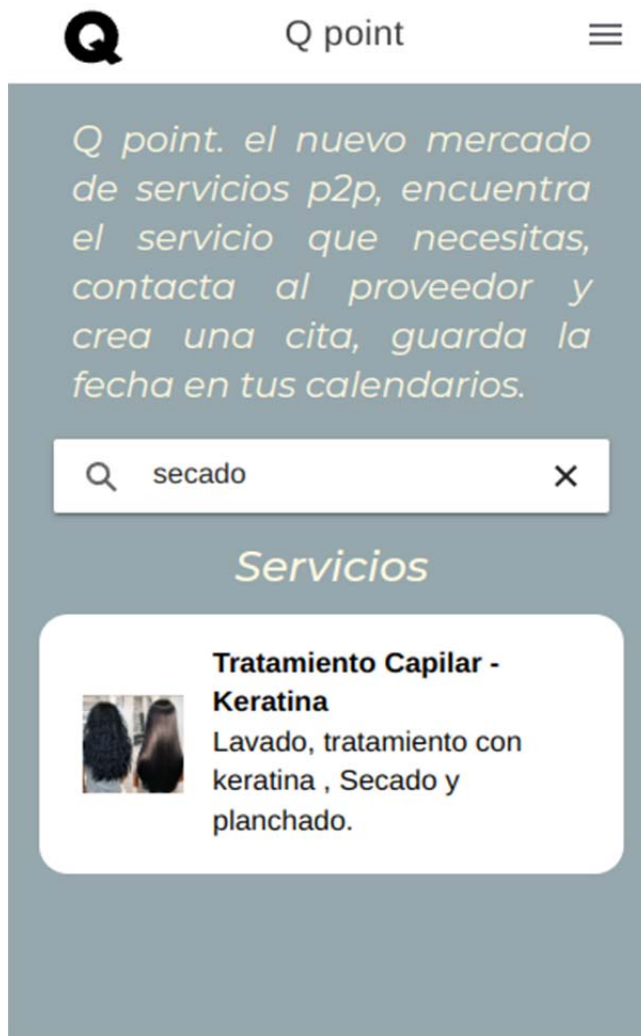 Q
Q point
Q point. el nuevo mercado
de servicios p2p, encuentra
el servicio que necesitas,
contacta al proveedor y
crea una cita, guarda la
fecha en tus calendarios.
secado
Servicios
Tratamiento Capilar -
Keratina
Lavado, tratamiento con
keratina , Secado y
planchado.